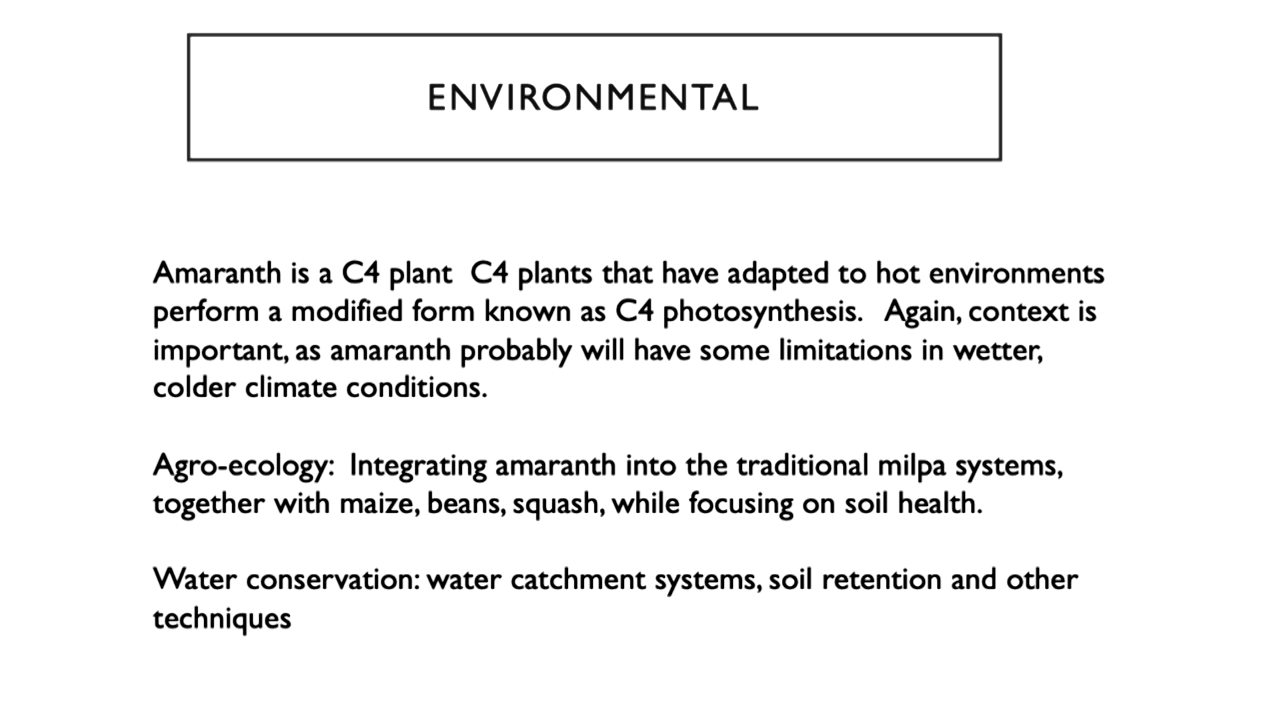 ENVIRONMENTAL
Amaranth is a C4 plant  C4 plants that have adapted to hot environments
perform a modified form known as C4 photosynthesis.   Again, context is
important, as amaranth probably will have some limitations in wetter,
colder climate conditions.
Agro-ecology:  Integrating amaranth into the traditional milpa systems,
together with maize, beans, squash, while focusing on soil health.
Water conservation: water catchment systems, soil retention and other
techniques